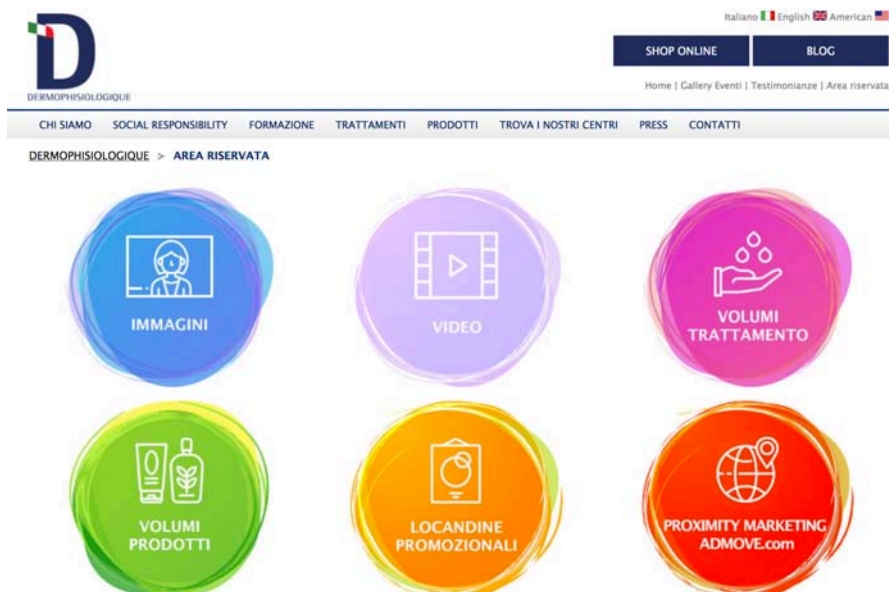 Italiano English American
SHOP ONLINE BLOG
DERMOPHISIOLOGIQUE
Home | Gallery Eventi | Testimonianze | Area riservata
CHI SIAMO SOCIAL RESPONSIBILITY FORMAZIONE TRATTAMENTI PRODOTTI TROVA I NOSTRI CENTRI PRESS CONTATTI
DERMOPHISIOLOGIQUE > AREA RISERVATA
IMMAGINI
VIDEO
VOLUMI
TRATTAMENTO
VOLUMI
PRODOTTI
LOCANDINE
PROMOZIONALI
PROXIMITY MARKETING
ADMOVE.com